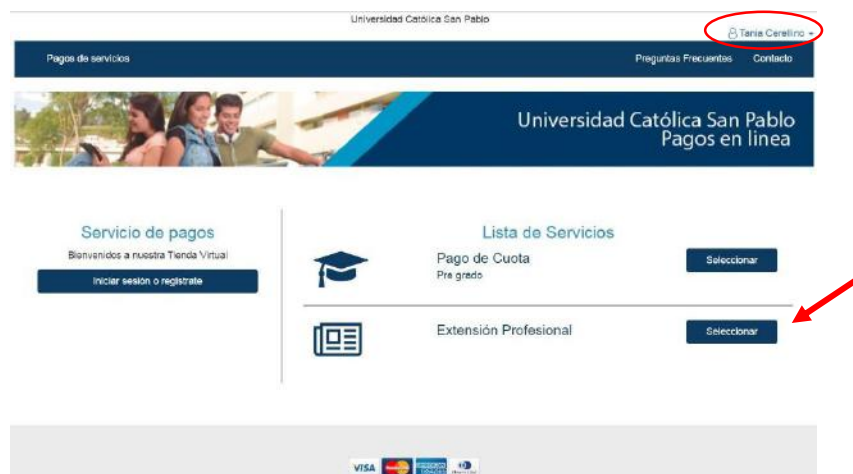 Universidad Católica San Pablo
Tania Cerellino
Pagos de servicios
Preguntas Frecuentes
Contacto
Universidad Católica San Pablo
Pagos en linea
Servicio de pagos
Bienvenidos a nuestra Tienda Virtual
Iniciar sesión o registrate
Lista de Servicios
Pago de Cuota
Pre grado
Seleccionar
Extensión Profesional
Seleccionar
VISA